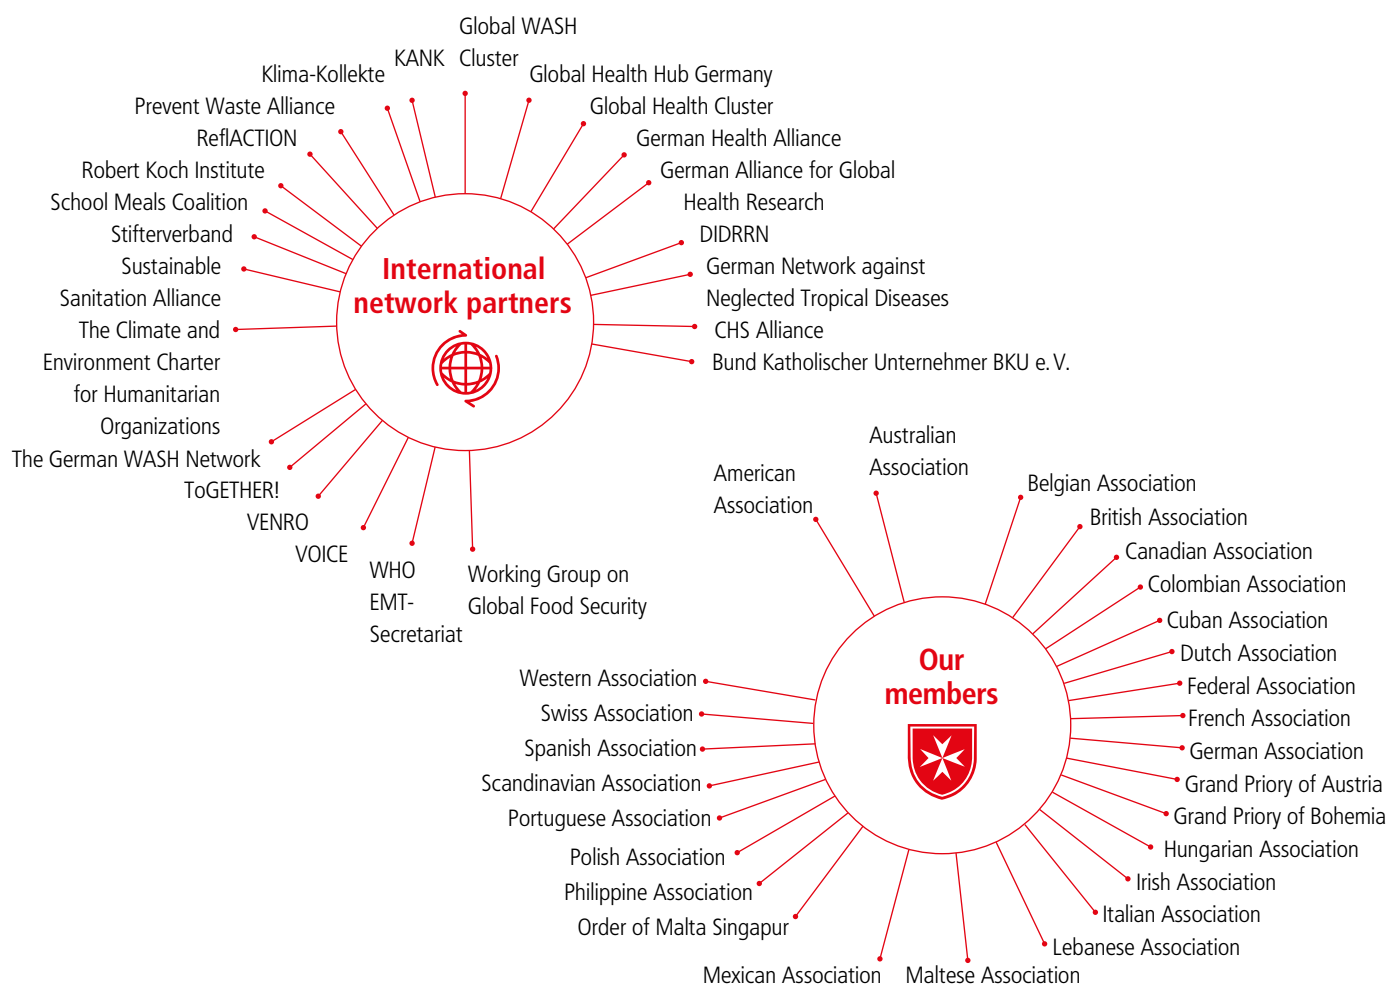 Global WASH
Cluster
KANK
Klima-Kollekte
Prevent Waste Alliance
ReflACTION
Robert Koch Institute
School Meals Coalition
Stifterverband
Sustainable
Sanitation Alliance
The Climate and
Environment Charter
for Humanitarian
Organizations
The German WASH Network
ToGETHER!
VENRO
VOICE
WHO
EMT-
Secretariat
Working Group on
Global Food Security
Global Health Hub Germany
Global Health Cluster
German Health Alliance
German Alliance for Global
Health Research
DIDRRN
German Network against
Neglected Tropical Diseases
CHS Alliance
Bund Katholischer Unternehmer BKU e. V.
International
network partners
American
Association
Australian
Association
Belgian Association
British Association
Canadian Association
Colombian Association
Cuban Association
Dutch Association
Federal Association
French Association
German Association
Grand Priory of Austria
Grand Priory of Bohemia
Hungarian Association
Irish Association
Italian Association
Lebanese Association
Maltese Association
Mexican Association
Order of Malta Singapur
Philippine Association
Polish Association
Portuguese Association
Scandinavian Association
Spanish Association
Swiss Association
Western Association
Our
members